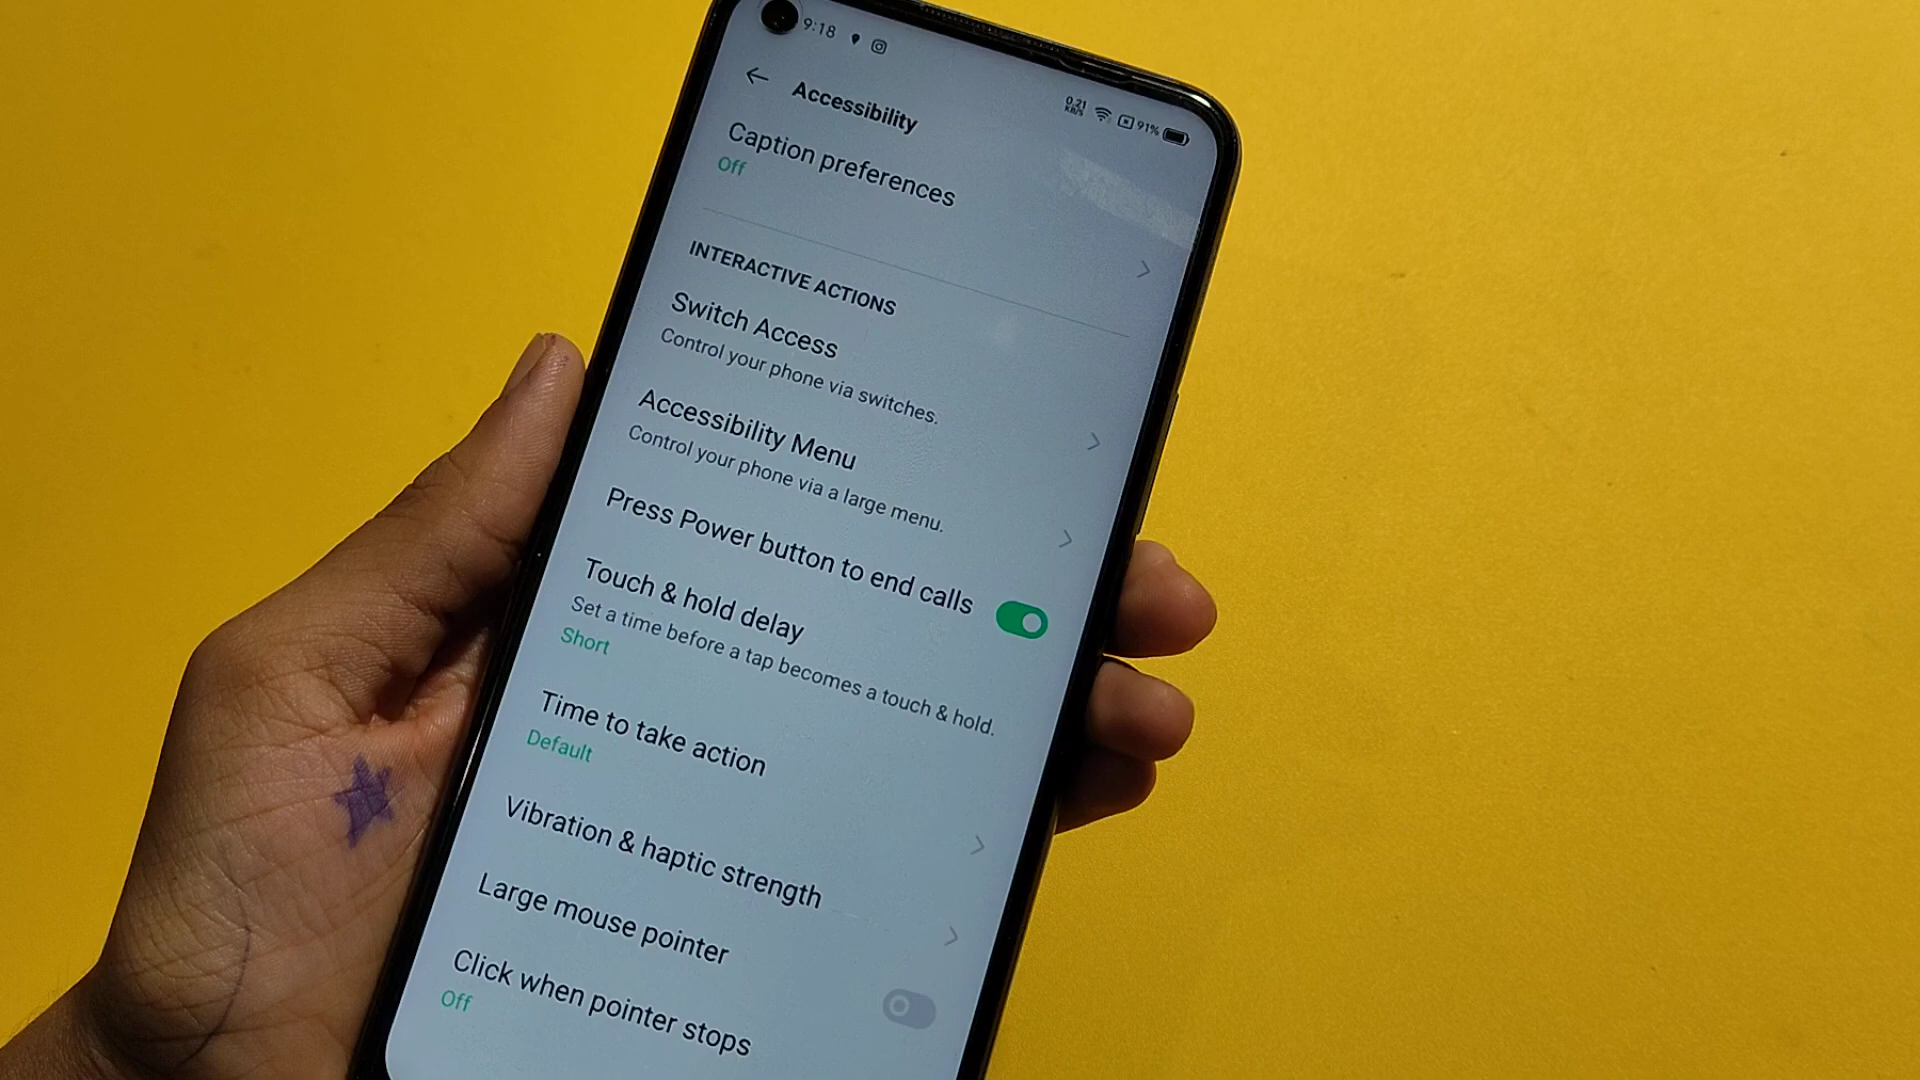 9:18
0.21
KB/S
91%
Accessibility
Caption preferences
Off
INTERACTIVE ACTIONS
Switch Access
Control your phone via switches.
Accessibility Menu
Control your phone via a large menu.
Press Power button to end calls
Touch & hold delay
Set a time before a tap becomes a touch & hold.
Short
Time to take action
Default
Vibration & haptic strength
Large mouse pointer
Click when pointer stops
Off